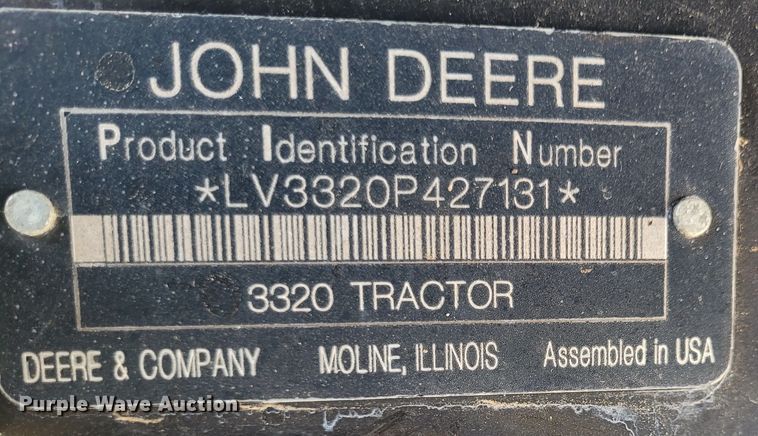 JOHN DEERE
Product Identification Number
*LV3320P427131*
3320 TRACTOR
DEERE & COMPANY MOLINE, ILLINOIS Assembled in USA
Purple Wave Auction